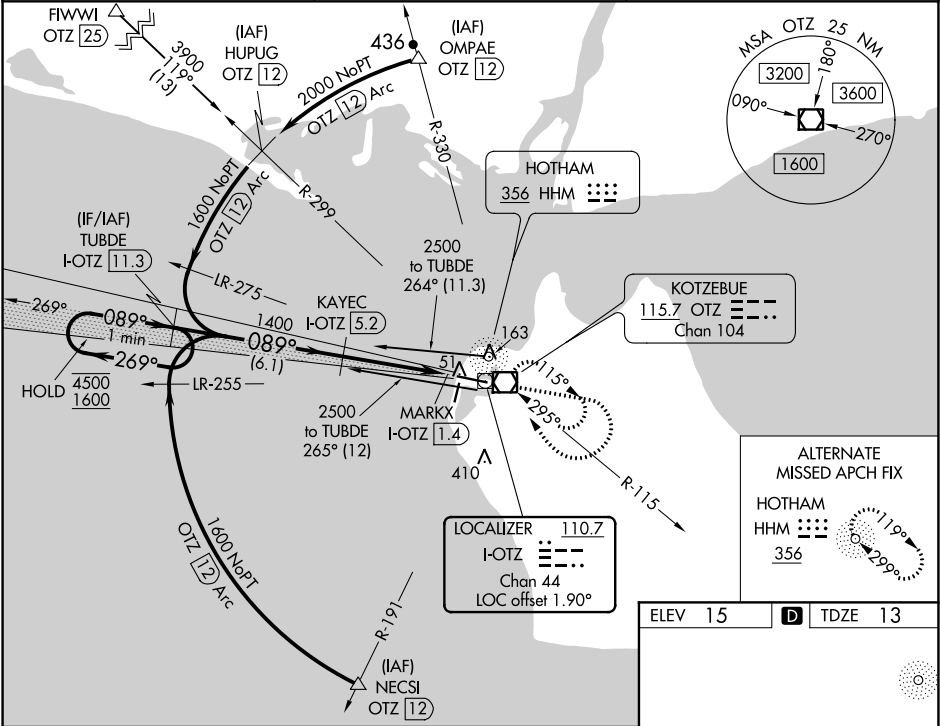 FIWWI
OTZ 25
3900
119°
(13)
(IAF)
HUPUG
OTZ 12
436
(IAF)
OMPAE
OTZ 12
2000 NoPT
OTZ 12 Arc
R-330
R-299
MSA OTZ 25 NM
3200
180°
3600
090°
270°
1600
HOTHAM
356 HHM
1600 NoPT
OTZ 12 Arc
(IF/IAF)
TUBDE
I-OTZ 11.3
LR-275
2500
to TUBDE
264° (11.3)
KOTZEBUE
115.7 OTZ
Chan 104
KAYEC
I-OTZ 5.2
1400
269°
089°
1 min
269°
089°
(6.1)
163
51
HOLD 4500
1600
LR-255
2500
to TUBDE
265° (12)
MARKX
I-OTZ 1.4
115°
295°
R-115
410
LOCALIZER 110.7
I-OTZ
Chan 44
LOC offset 1.90°
ALTERNATE
MISSED APCH FIX
HOTHAM
HHM
356
119°
299°
1600 NoPT
OTZ 12 Arc
R-191
(IAF)
NECSI
OTZ 12
ELEV 15 D TDZE 13